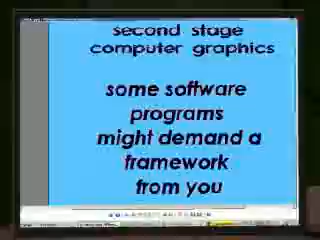 second stage
computer graphics
some software
programs
might demand a
framework
from you